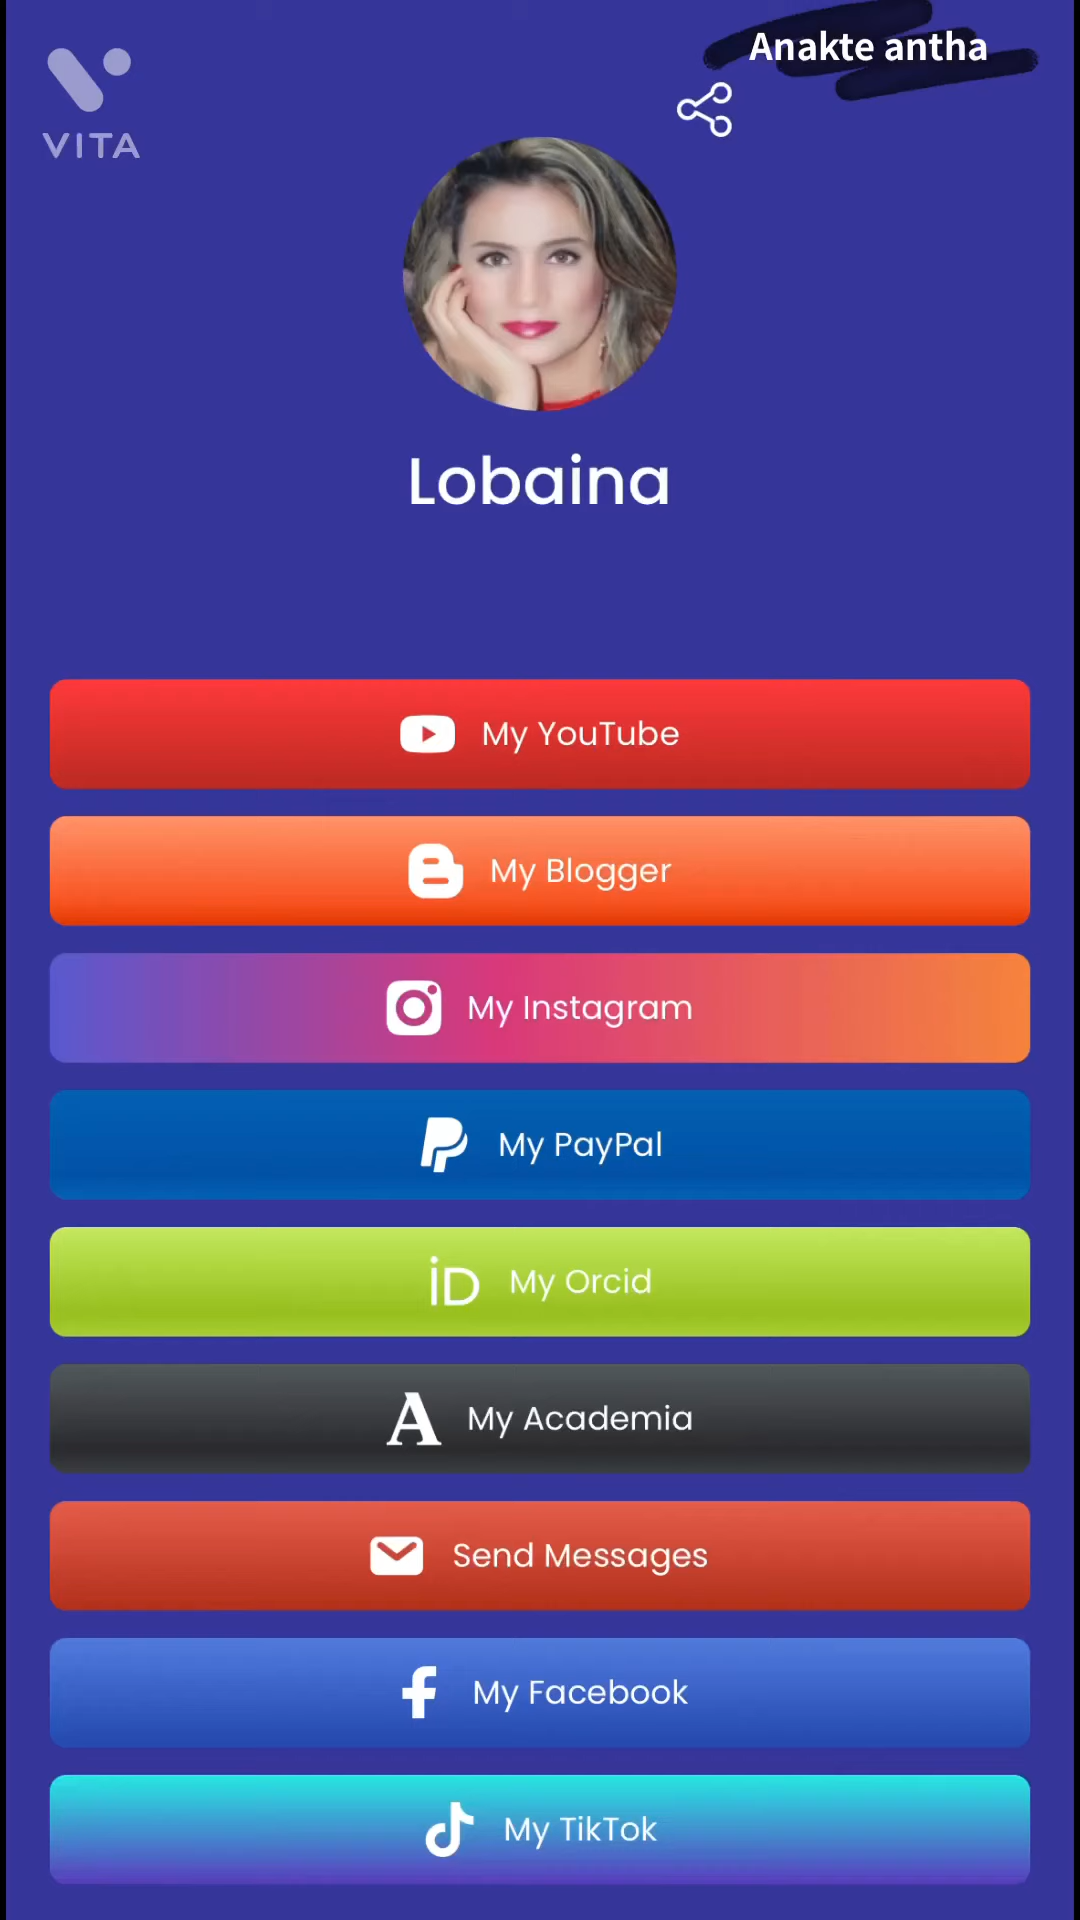 Anakte antha
VITA
Lobaina
My YouTube
My Blogger
My Instagram
My PayPal
iD My Orcid
A My Academia
Send Messages
My Facebook
My TikTok